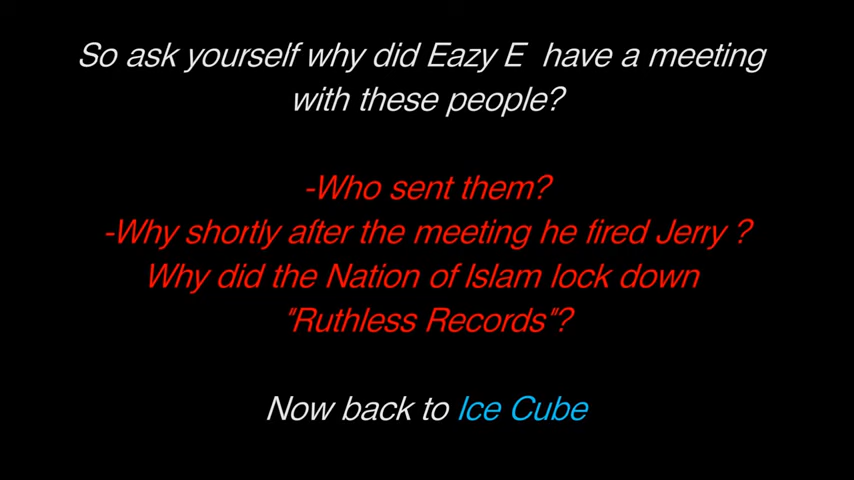 So ask yourself why did Eazy E  have a meeting
with these people?
-Who sent them?
-Why shortly after the meeting he fired Jerry ?
Why did the Nation of Islam lock down
"Ruthless Records"?
Now back to Ice Cube